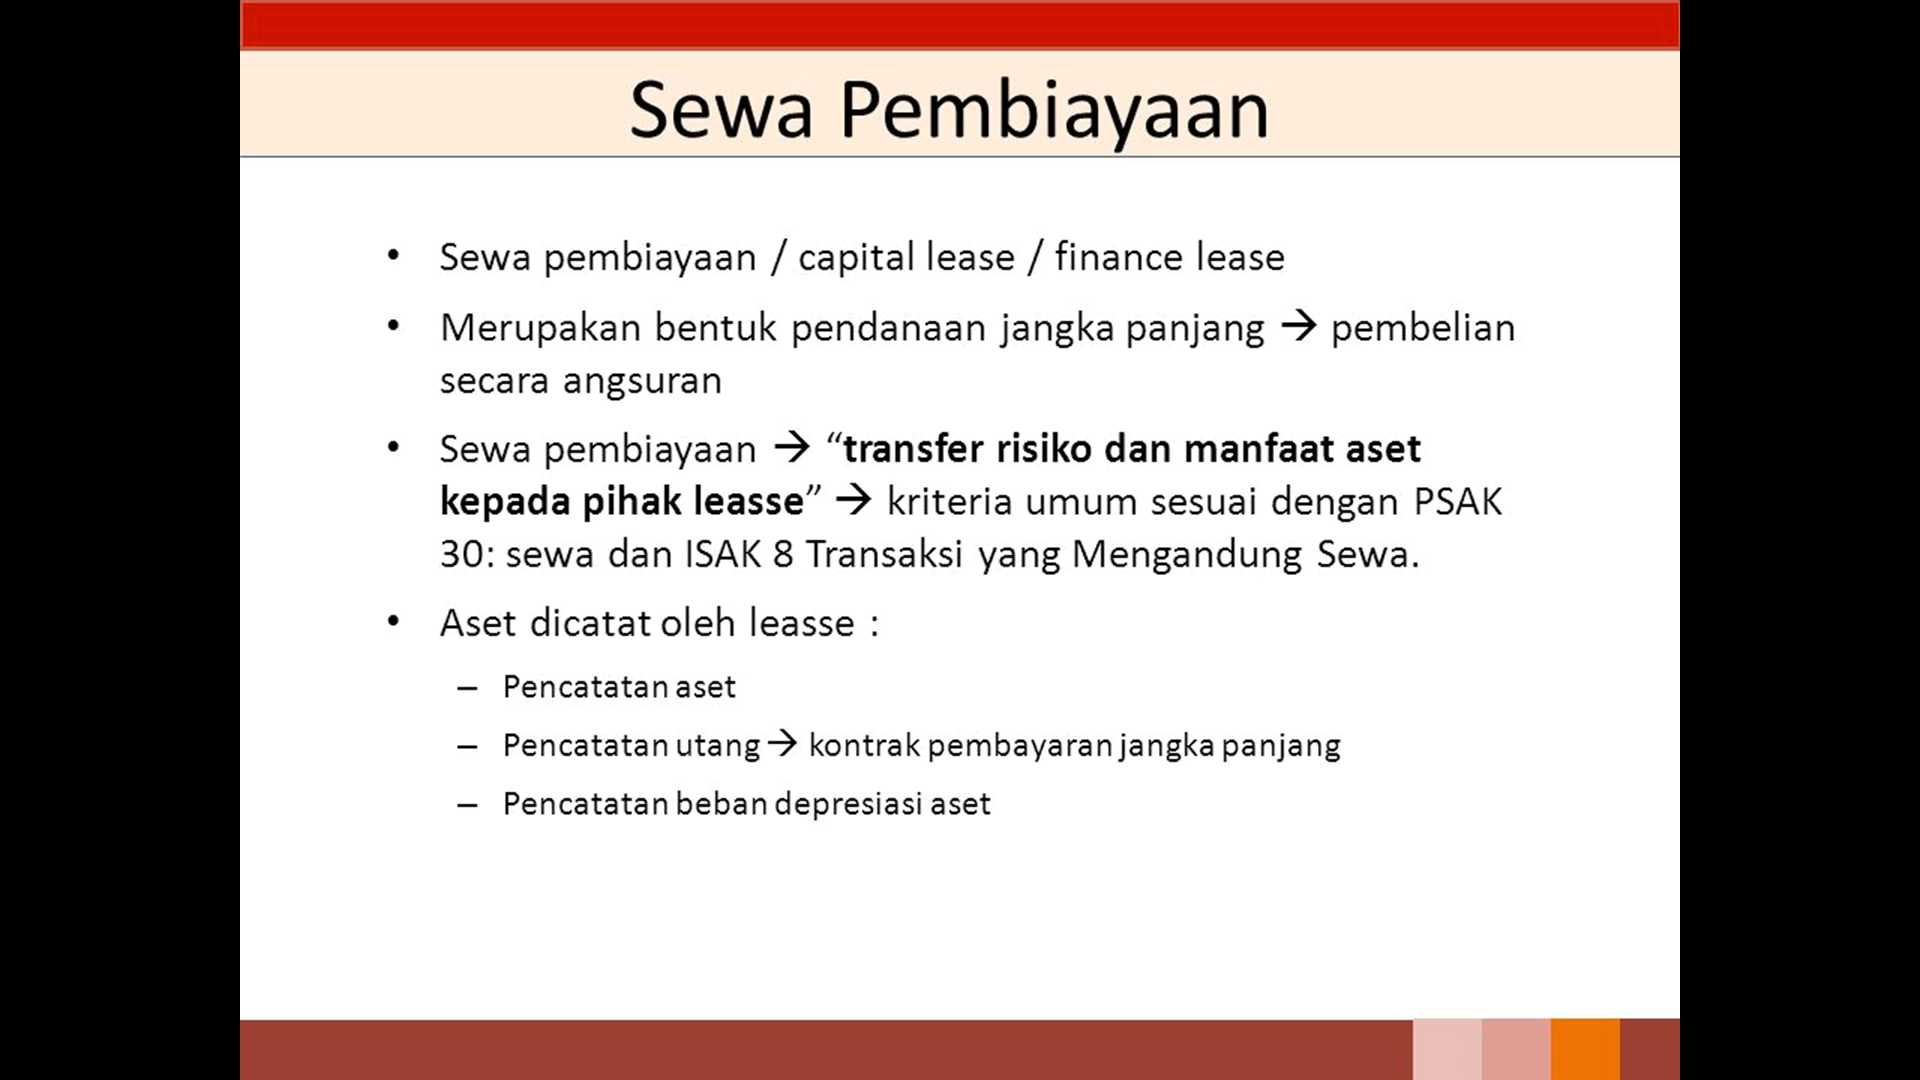 Sewa Pembiayaan
• Sewa pembiayaan / capital lease / finance lease
• Merupakan bentuk pendanaan jangka panjang → pembelian
secara angsuran
• Sewa pembiayaan → “transfer risiko dan manfaat aset
kepada pihak leasse” → kriteria umum sesuai dengan PSAK
30: sewa dan ISAK 8 Transaksi yang Mengandung Sewa.
• Aset dicatat oleh leasse :
– Pencatatan aset
– Pencatatan utang → kontrak pembayaran jangka panjang
– Pencatatan beban depresiasi aset